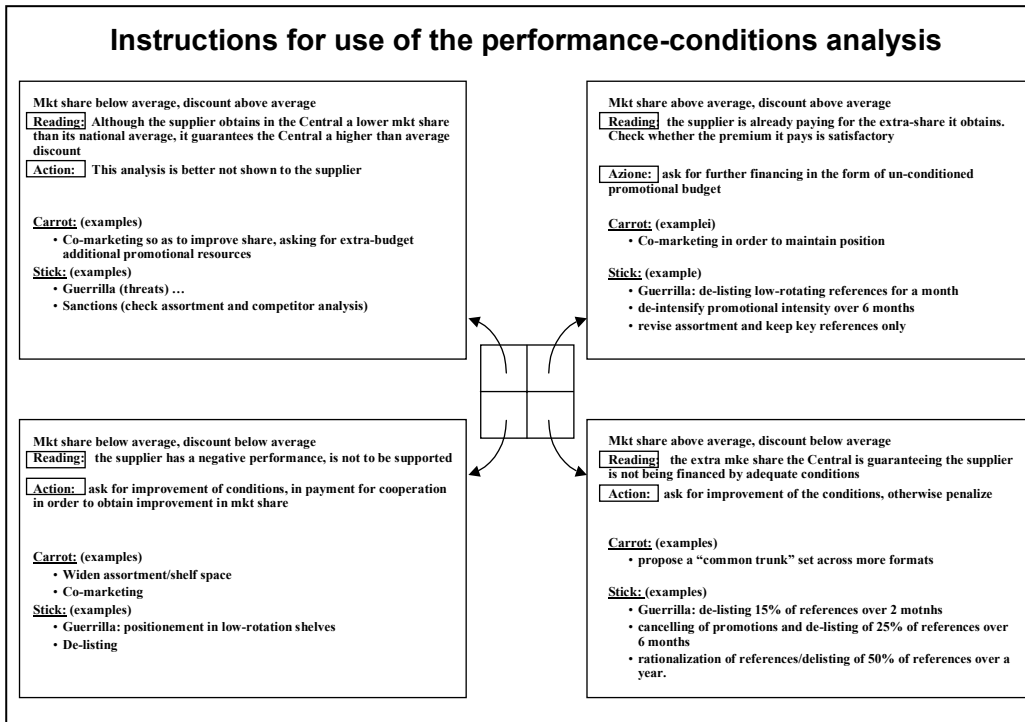 Instructions for use of the performance-conditions analysis
Mkt share below average, discount above average
Reading: Although the supplier obtains in the Central a lower mkt share
than its national average, it guarantees the Central a higher than average
discount
Action: This analysis is better not shown to the supplier
Carrot: (examples)
• Co-marketing so as to improve share, asking for extra-budget
additional promotional resources
Stick: (examples)
• Guerrilla (threats) …
• Sanctions (check assortment and competitor analysis)
Mkt share above average, discount above average
Reading: the supplier is already paying for the extra-share it obtains.
Check whether the premium it pays is satisfactory
Azione: ask for further financing in the form of un-conditioned
promotional budget
Carrot: (examplei)
• Co-marketing in order to maintain position
Stick: (example)
• Guerrilla: de-listing low-rotating references for a month
• de-intensify promotional intensity over 6 months
• revise assortment and keep key references only
Mkt share below average, discount below average
Reading: the supplier has a negative performance, is not to be supported
Action: ask for improvement of conditions, in payment for cooperation
in order to obtain improvement in mkt share
Carrot: (examples)
• Widen assortment/shelf space
• Co-marketing
Stick: (examples)
• Guerrilla: positionement in low-rotation shelves
• De-listing
Mkt share above average, discount below average
Reading: the extra mke share the Central is guaranteeing the supplier
is not being financed by adequate conditions
Action: ask for improvement of the conditions, otherwise penalize
Carrot: (examples)
• propose a “common trunk” set across more formats
Stick: (examples)
• Guerrilla: de-listing 15% of references over 2 motnhs
• cancelling of promotions and de-listing of 25% of references over
6 months
• rationalization of references/delisting of 50% of references over a
year.